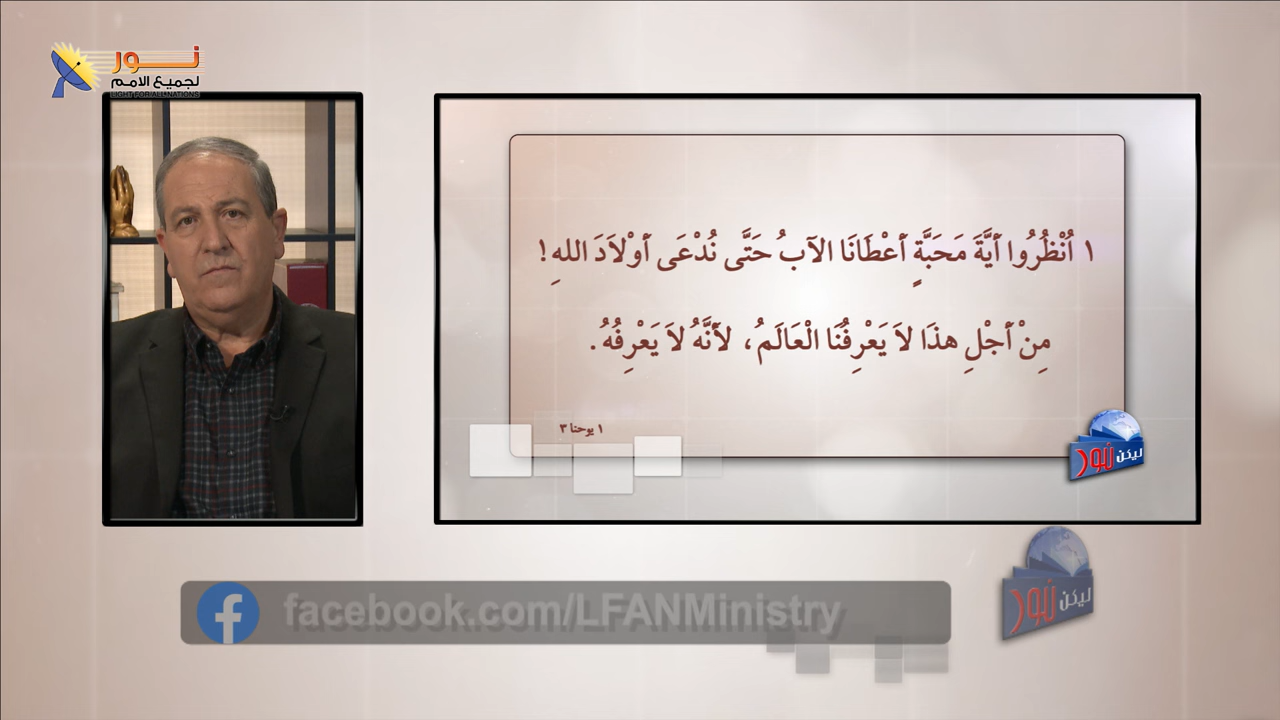 نور
لجميع الامم
LIGHT FOR ALL NATIONS
١ اُنْظُرُوا أَيَّةَ مَحَبَّةٍ أَعْطَانَا الآبُ حَتَّى نُدْعَى أَوْلاَدَ اللهِ!
مِنْ أَجْلِ هذَا لاَ يَعْرِفُنَا الْعَالَمُ، لأَنَّهُ لاَ يَعْرِفُهُ.
١ يوحنا ٣
ليكن نور
facebook.com/LFANMinistry
ليكن نور